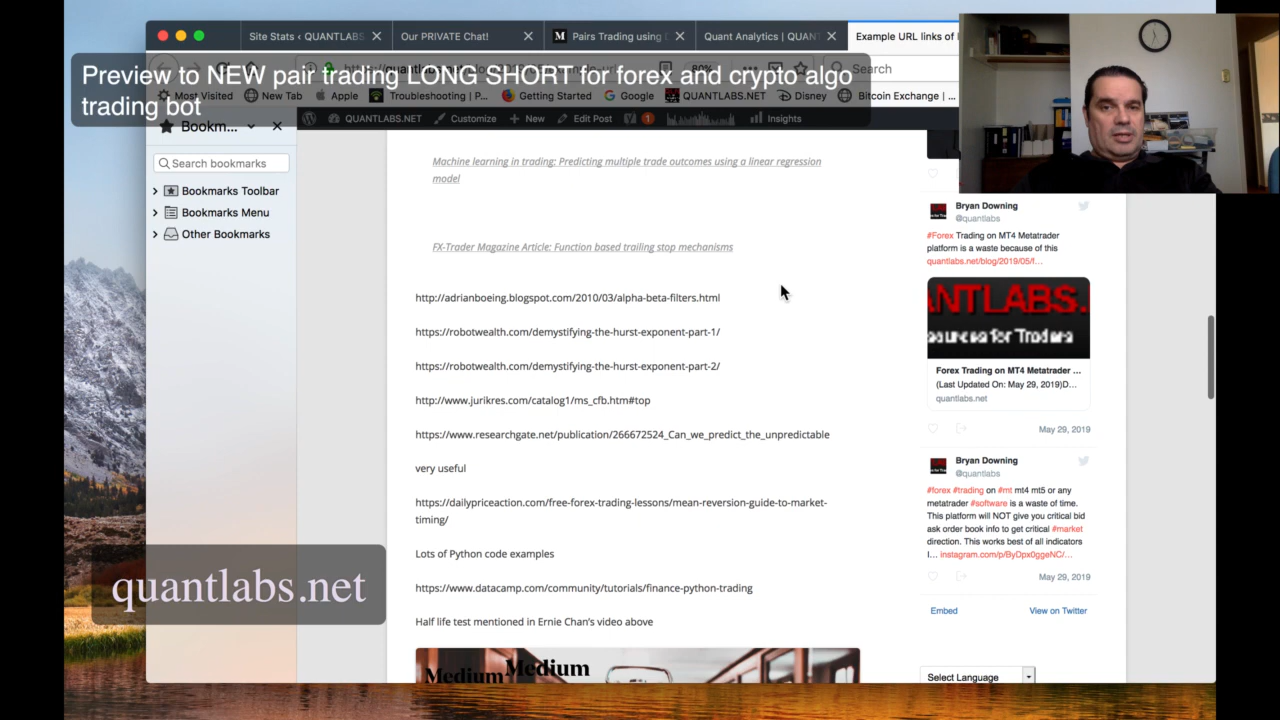 Site Stats ‹ QUANTLABS
Our PRIVATE Chat!
Pairs Trading using
Quant Analytics | QUANT
Example URL links of
Preview to NEW pair trading LONG SHORT for forex and crypto algo
trading bot
80%
Search
Most Visited
New Tab
Apple
Troubleshooting | P...
Getting Started
Google
QUANTLABS.NET
Disney
Bitcoin Exchange | ...
Bookm...
QUANTLABS.NET
Customize
New
Edit Post
1
Insights
Search bookmarks
Bookmarks Toolbar
Bookmarks Menu
Other Bookmarks
Machine learning in trading: Predicting multiple trade outcomes using a linear regression
model
FX-Trader Magazine Article: Function based trailing stop mechanisms
http://adrianboeing.blogspot.com/2010/03/alpha-beta-filters.html
https://robotwealth.com/demystifying-the-hurst-exponent-part-1/
https://robotwealth.com/demystifying-the-hurst-exponent-part-2/
http://www.jurikres.com/catalog1/ms_cfb.htm#top
https://www.researchgate.net/publication/266672524_Can_we_predict_the_unpredictable
very useful
https://dailypriceaction.com/free-forex-trading-lessons/mean-reversion-guide-to-market-
timing/
Lots of Python code examples
https://www.datacamp.com/community/tutorials/finance-python-trading
Half life test mentioned in Ernie Chan's video above
Medium Medium
Bryan Downing
@quantlabs
#Forex Trading on MT4 Metatrader
platform is a waste because of this
quantlabs.net/blog/2019/05/f...
ANTLABS.
sources for Traders
Forex Trading on MT4 Metatrader ...
(Last Updated On: May 29, 2019)D...
quantlabs.net
May 29, 2019
Bryan Downing
@quantlabs
#forex #trading on #mt mt4 mt5 or any
metatrader #software is a waste of time.
This platform will NOT give you critical bid
ask order book info to get critical #market
direction. This works best of all indicators
I... instagram.com/p/ByDpx0ggeNC/...
May 29, 2019
Embed
View on Twitter
Select Language
quantlabs.net